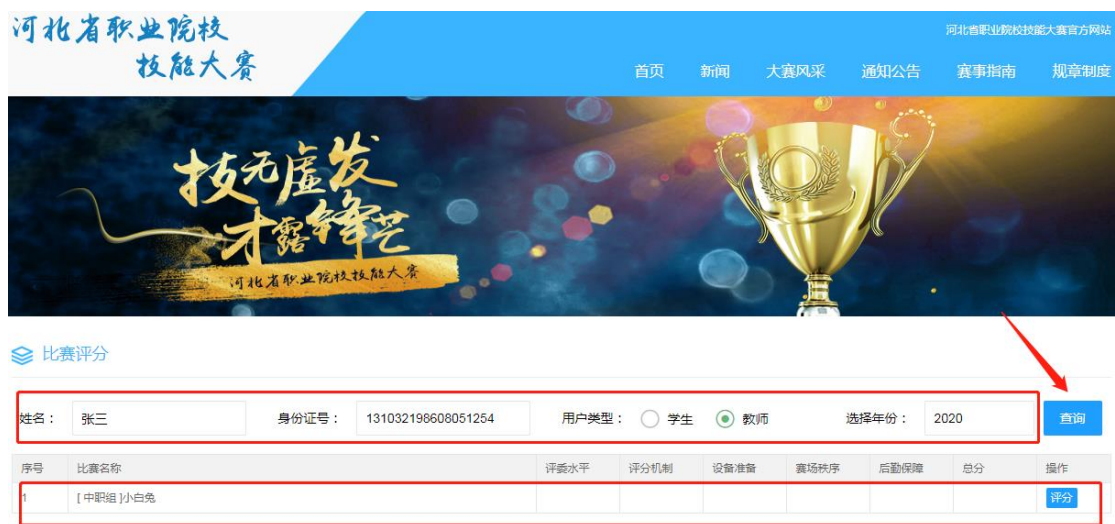 河北省职业院校
技能大赛
河北省职业院校技能大赛官方网站
首页 新闻 大赛风采 通知公告 赛事指南 规章制度
技无虚发
才露锋芒
河北省职业院校技能大赛
比赛评分
姓名： 张三 身份证号： 131032198608051254 用户类型： 学生 教师 选择年份： 2020 查询
序号 比赛名称 评委水平 评分机制 设备准备 赛场秩序 后勤保障 总分 操作
1 [ 中职组 ]小白兔 评分